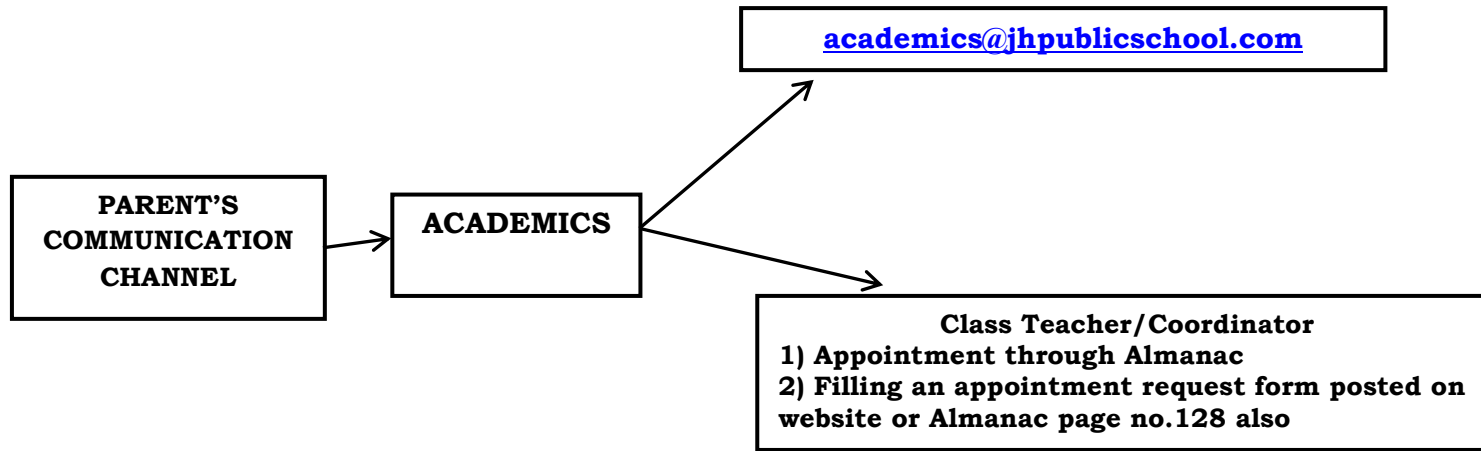 academics@jhpublicschool.com
PARENT’S
COMMUNICATION
CHANNEL
ACADEMICS
Class Teacher/Coordinator
1) Appointment through Almanac
2) Filling an appointment request form posted on
website or Almanac page no.128 also